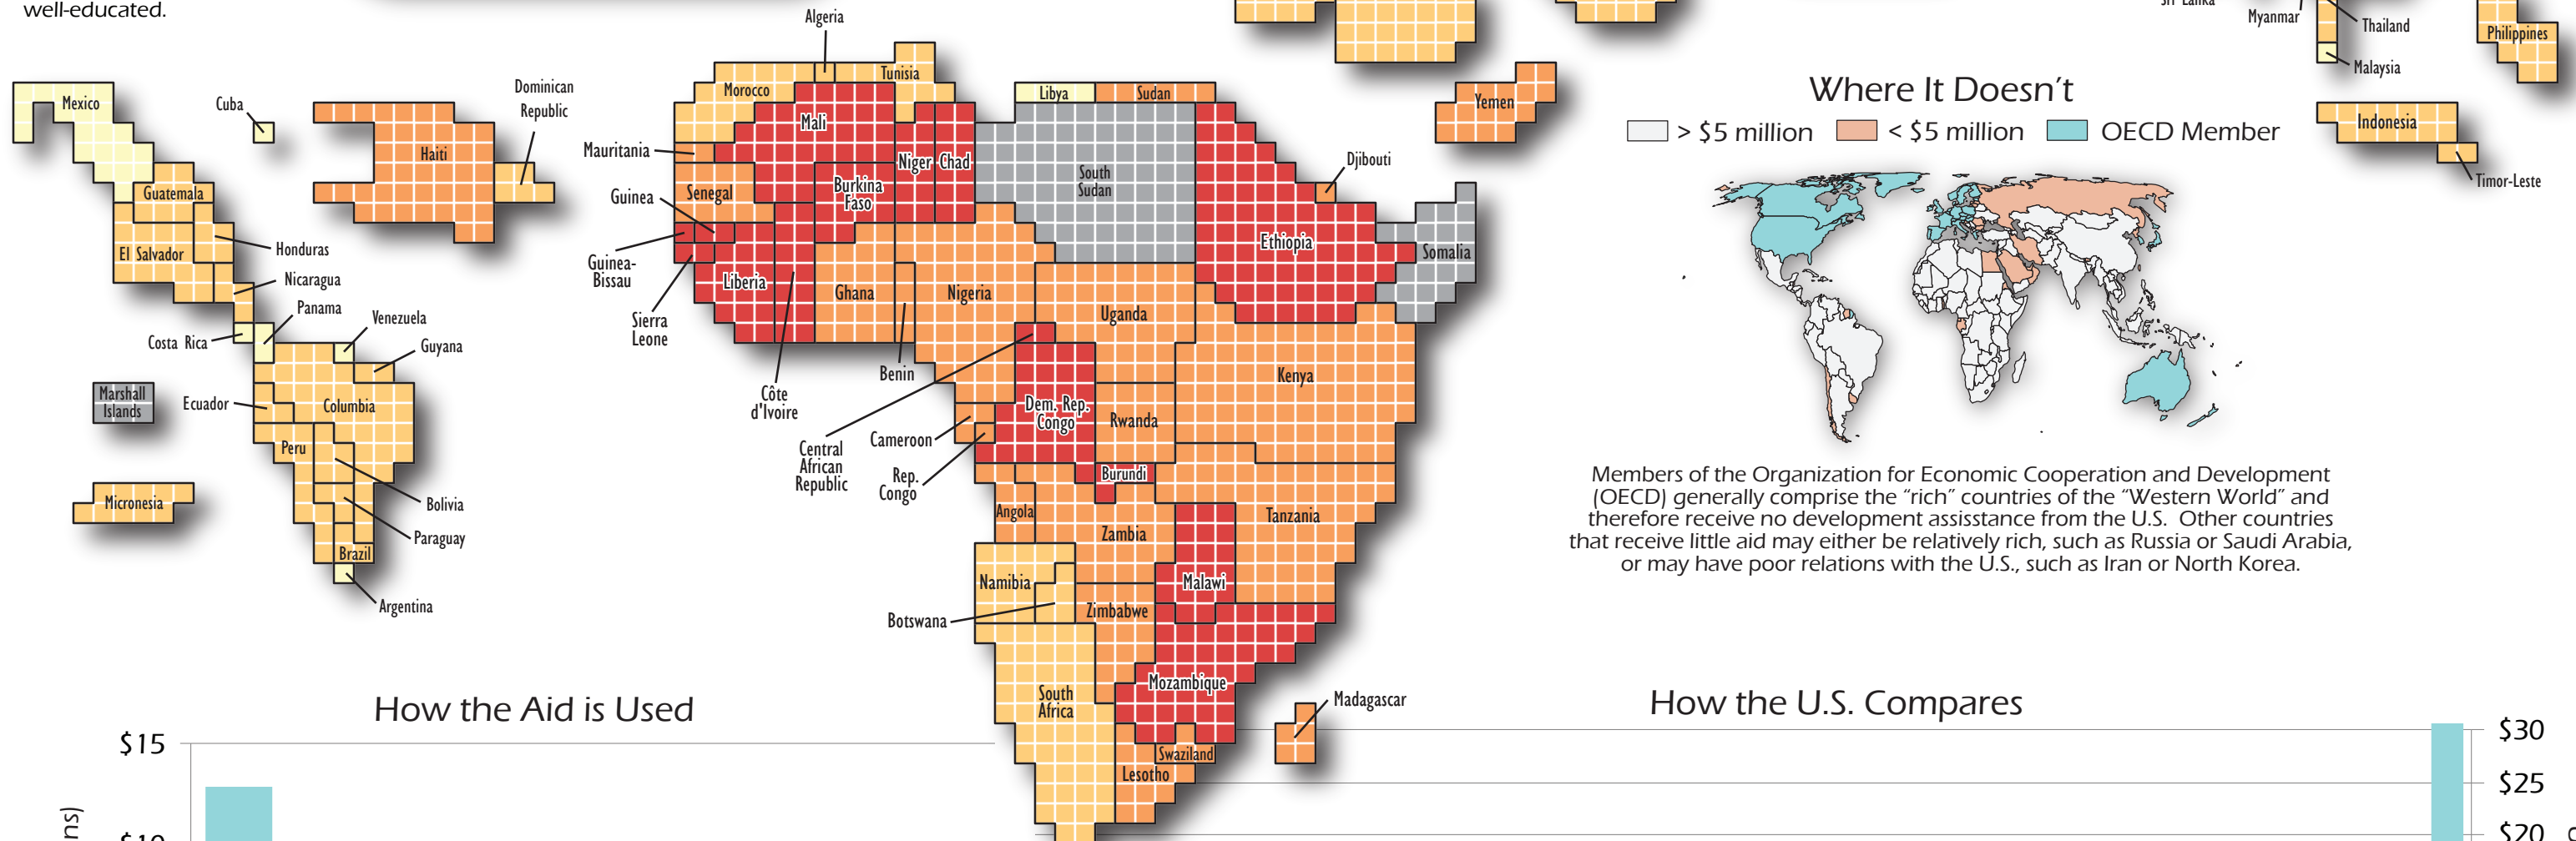 well-educated.
Algeria
Sri Lanka
Myanmar
Thailand
Philippines
Malaysia
Mexico
Cuba
Dominican
Republic
Haiti
Guatemala
El Salvador
Honduras
Nicaragua
Panama
Costa Rica
Venezuela
Guyana
Marshall
Islands
Ecuador
Columbia
Peru
Micronesia
Bolivia
Paraguay
Brazil
Argentina
Tunisia
Morocco
Libya
Sudan
Yemen
Mali
Mauritania
Niger
Chad
South
Sudan
Djibouti
Senegal
Burkina
Faso
Guinea
Guinea-
Bissau
Ethiopia
Somalia
Liberia
Sierra
Leone
Ghana
Nigeria
Uganda
Benin
Côte
d'Ivoire
Kenya
Dem. Rep.
Congo
Rwanda
Cameroon
Central
African
Republic
Rep.
Congo
Burundi
Angola
Zambia
Tanzania
Namibia
Malawi
Botswana
Zimbabwe
Mozambique
South
Africa
Madagascar
Swaziland
Lesotho
Where It Doesn't
> $5 million
< $5 million
OECD Member
Indonesia
Timor-Leste
Members of the Organization for Economic Cooperation and Development
(OECD) generally comprise the “rich” countries of the “Western World” and
therefore receive no development assisstance from the U.S. Other countries
that receive little aid may either be relatively rich, such as Russia or Saudi Arabia,
or may have poor relations with the U.S., such as Iran or North Korea.
How the Aid is Used
$15
$10
How the U.S. Compares
$30
$25
$20